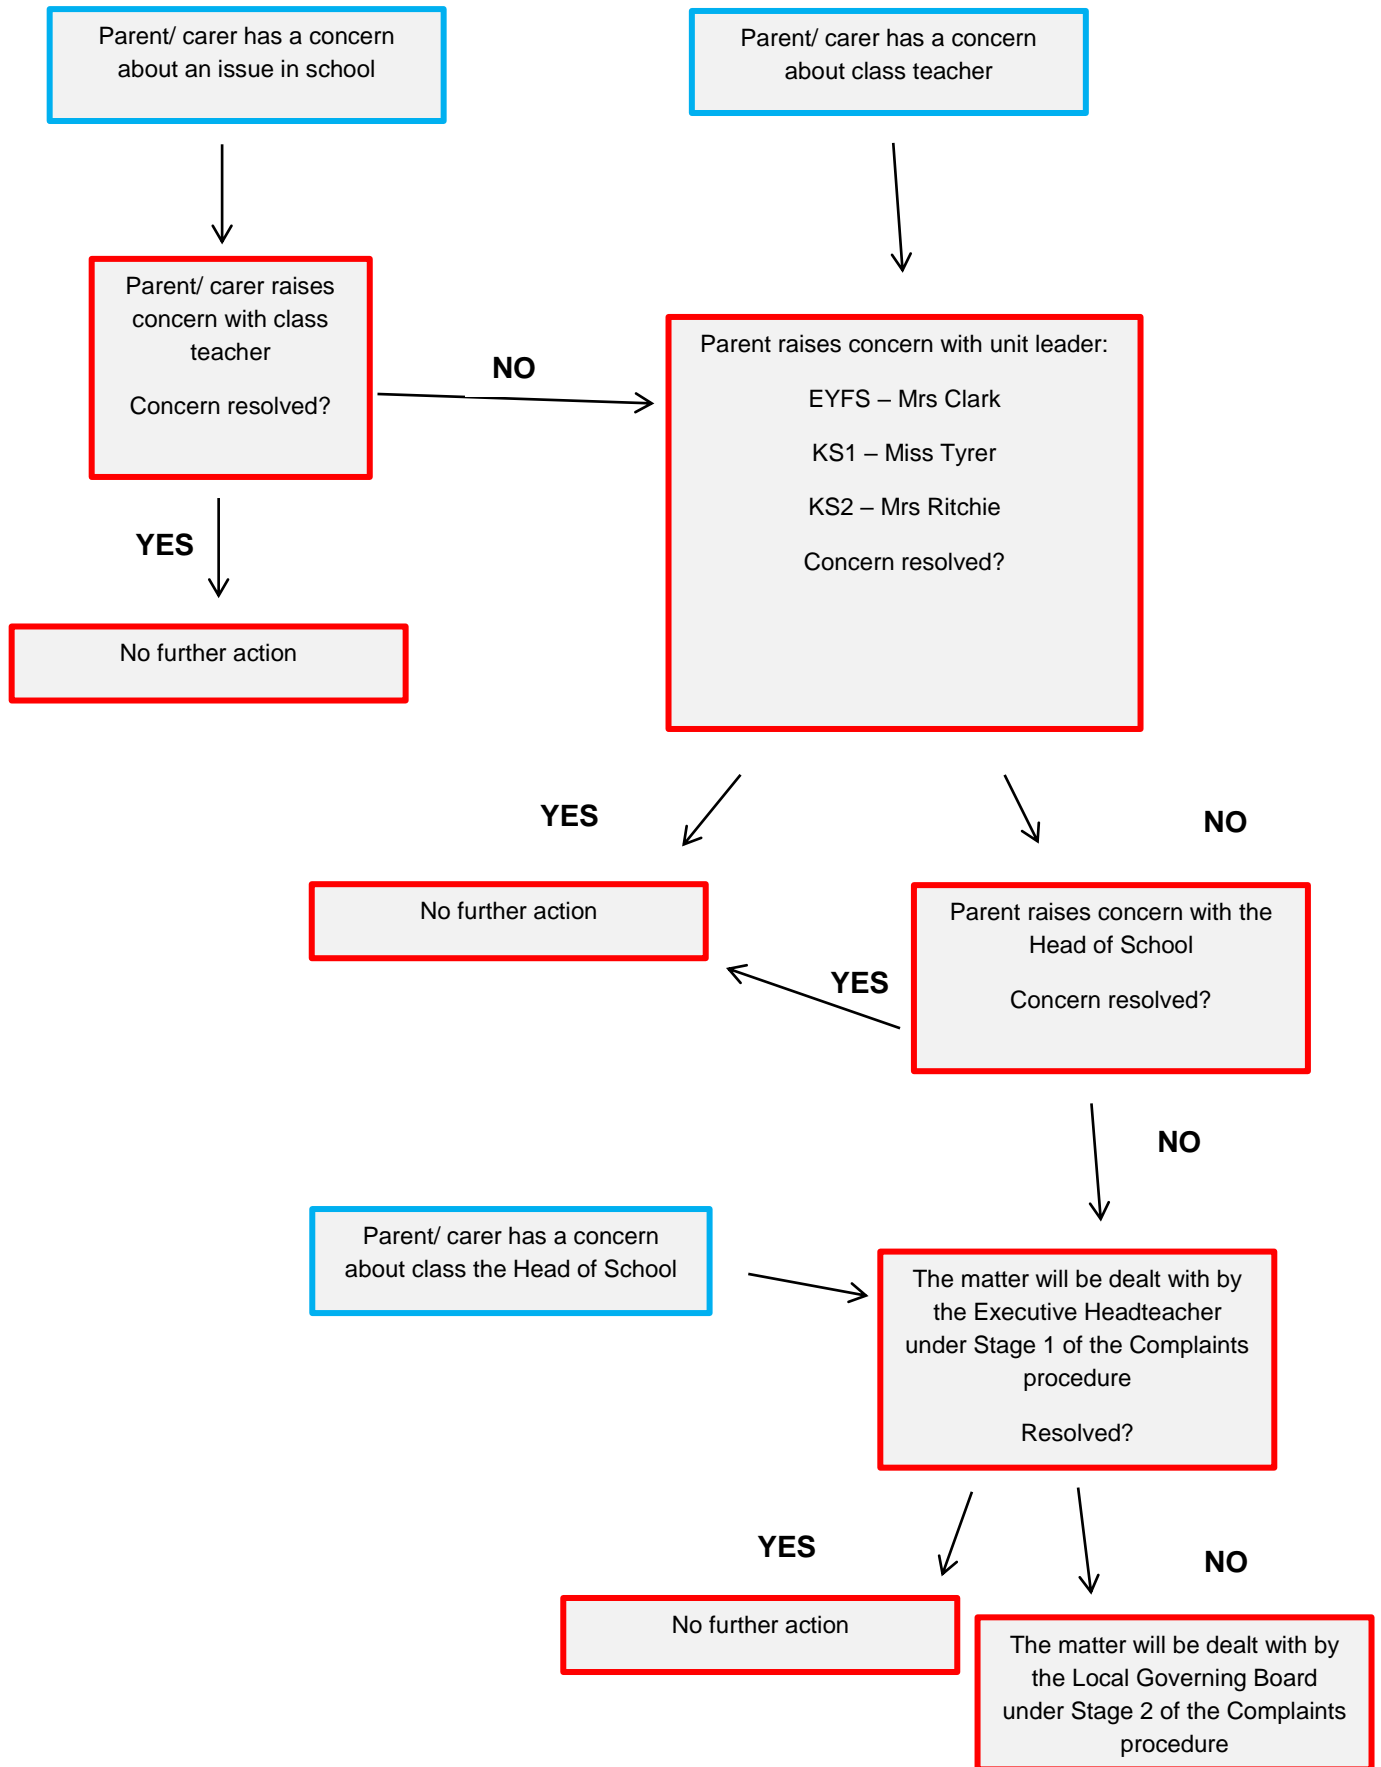 Parent/ carer has a concern
about an issue in school
Parent/ carer has a concern
about class teacher
Parent/ carer raises
concern with class
teacher
Concern resolved?
NO
Parent raises concern with unit leader:
EYFS – Mrs Clark
KS1 – Miss Tyrer
KS2 – Mrs Ritchie
Concern resolved?
YES
No further action
YES
NO
No further action
Parent raises concern with the
Head of School
Concern resolved?
YES
NO
Parent/ carer has a concern
about class the Head of School
The matter will be dealt with by
the Executive Headteacher
under Stage 1 of the Complaints
procedure
Resolved?
YES
NO
No further action
The matter will be dealt with by
the Local Governing Board
under Stage 2 of the Complaints
procedure